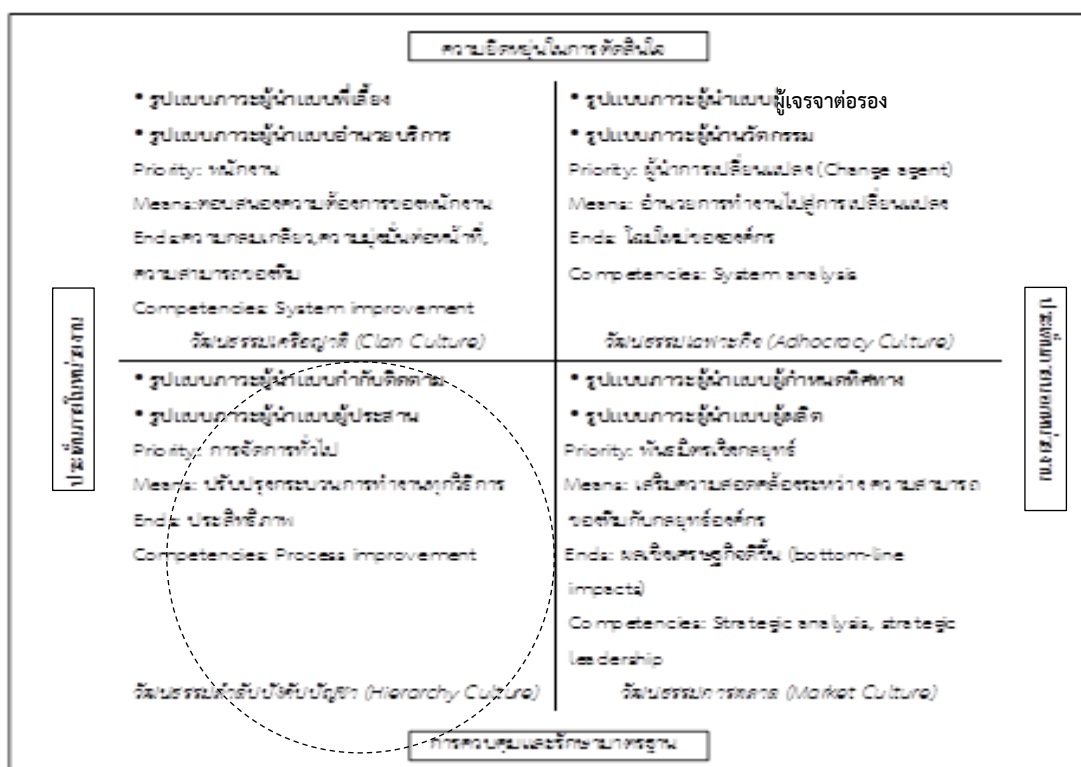 ความยืดหยุ่นในการตัดสินใจ
• รูปแบบภาวะผู้นำแบบพี่เลี้ยง
• รูปแบบภาวะผู้นำแบบอำนวยบริการ
Priority: พนักงาน
Means:ตอบสนองความต้องการของพนักงาน
Ends:ความกลมเกลียว,ความมุ่งมั่นต่อหน้าที่,
ความสามารถของทีม
Competencies: System improvement
วัฒนธรรมเครือญาติ (Clan Culture)
• รูปแบบภาวะผู้นำแบบผู้เจรจาต่อรอง
• รูปแบบภาวะผู้นำนวัตกรรม
Priority: ผู้นำการเปลี่ยนแปลง (Change agent)
Means: อำนวยการทำงานไปสู่การเปลี่ยนแปลง
Ends: โฉมใหม่ขององค์กร
Competencies: System analysis
วัฒนธรรมเฉพาะกิจ (Adhocracy Culture)
ประเด็นภายในหน่วยงาน
ประเด็นภายนอกหน่วยงาน
• รูปแบบภาวะผู้นำแบบกำกับติดตาม
• รูปแบบภาวะผู้นำแบบผู้ประสาน
Priority: การจัดการทั่วไป
Means: ปรับปรุงกระบวนการทำงานทุกวิธีการ
Ends: ประสิทธิภาพ
Competencies: Process improvement
วัฒนธรรมลำดับบังคับบัญชา (Hierarchy Culture)
• รูปแบบภาวะผู้นำแบบผู้กำหนดทิศทาง
• รูปแบบภาวะผู้นำแบบผู้ผลิต
Priority: พันธมิตรเชิงกลยุทธ์
Means: เสริมความสอดคล้องระหว่าง ความสามารถ
ของทีมกับกลยุทธ์องค์กร
Ends: ผลเชิงเศรษฐกิจดีขึ้น (bottom-line
impacts)
Competencies: Strategic analysis, strategic
leadership
วัฒนธรรมการตลาด (Market Culture)
การควบคุมและรักษามาตรฐาน